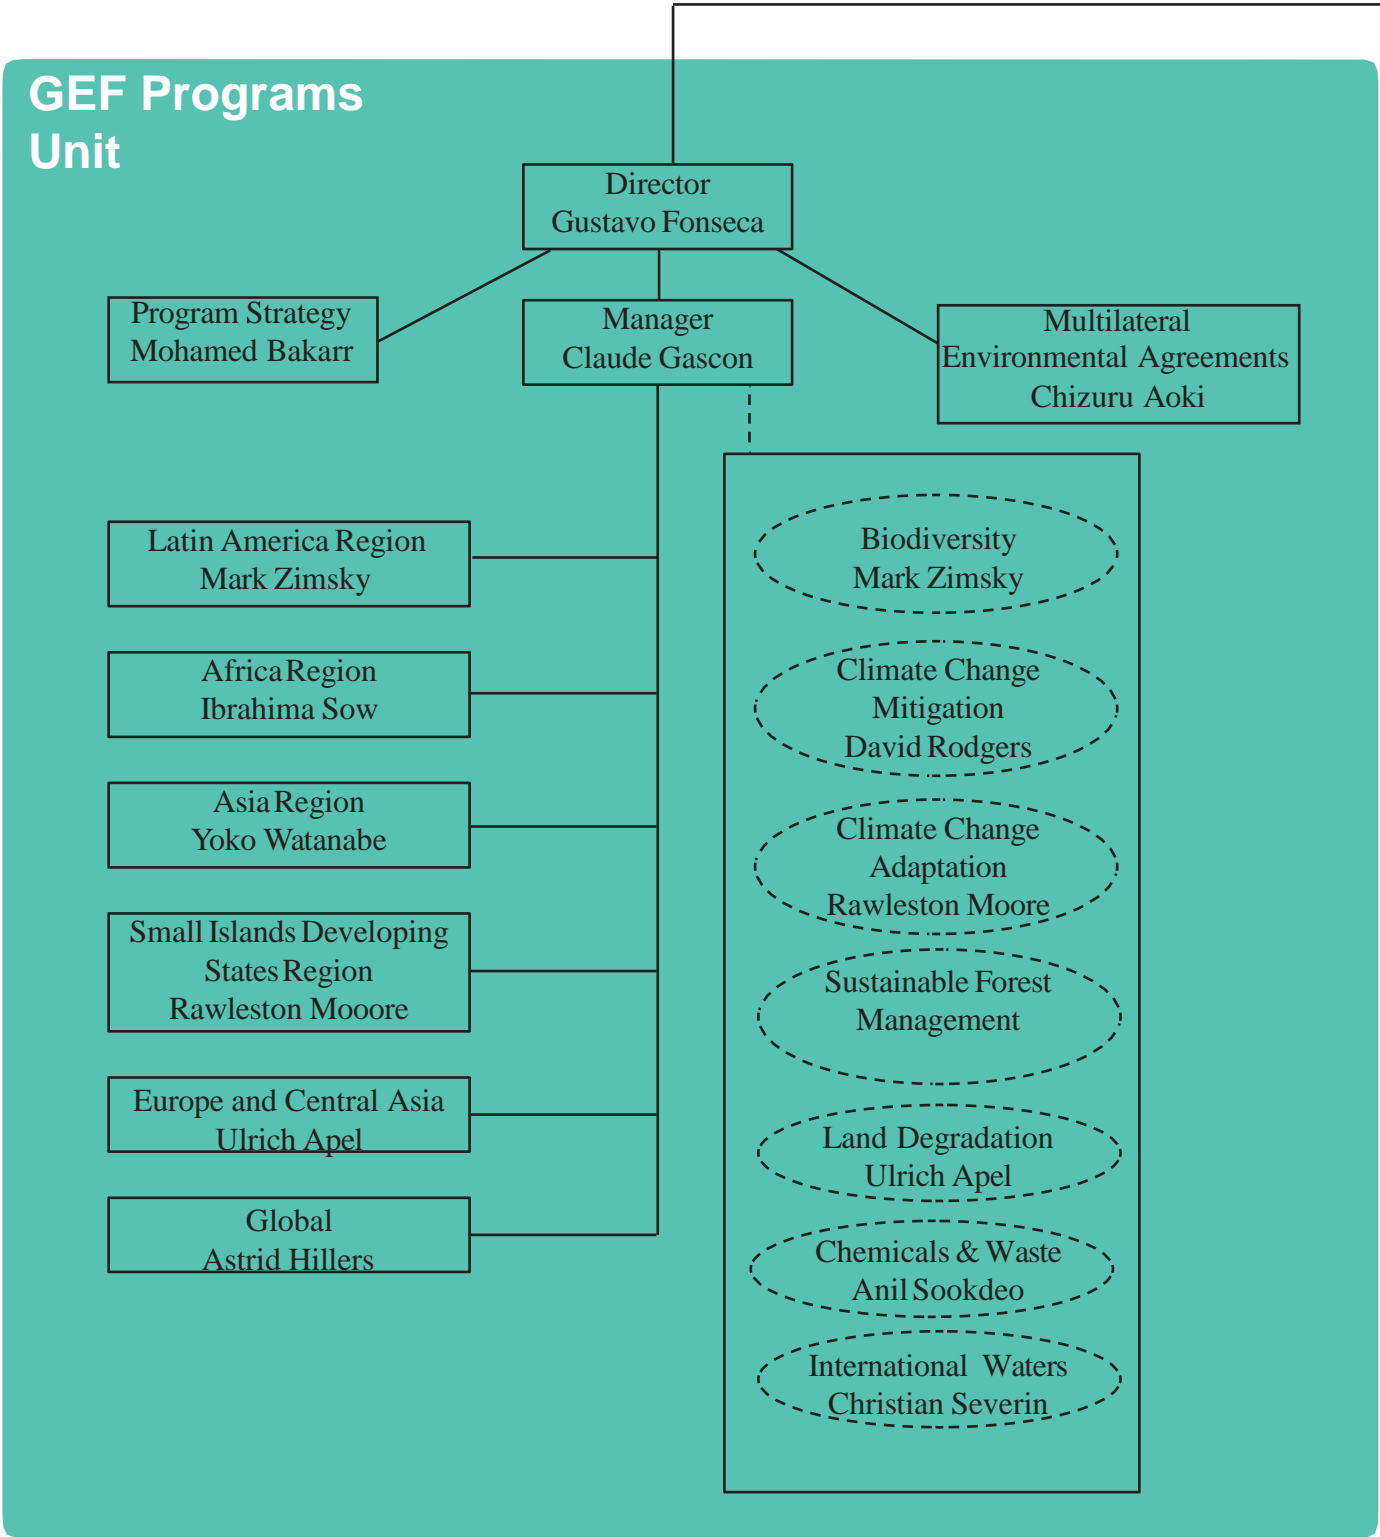 GEF Programs
Unit
Director
Gustavo Fonseca
Program Strategy
Mohamed Bakarr
Manager
Claude Gascon
Multilateral
Environmental Agreements
Chizuru Aoki
Latin America Region
Mark Zimsky
Africa Region
Ibrahima Sow
Asia Region
Yoko Watanabe
Small Islands Developing
States Region
Rawleston Mooore
Europe and Central Asia
Ulrich Apel
Global
Astrid Hillers
Biodiversity
Mark Zimsky
Climate Change
Mitigation
David Rodgers
Climate Change
Adaptation
Rawleston Moore
Sustainable Forest
Management
Land Degradation
Ulrich Apel
Chemicals & Waste
Anil Sookdeo
International Waters
Christian Severin